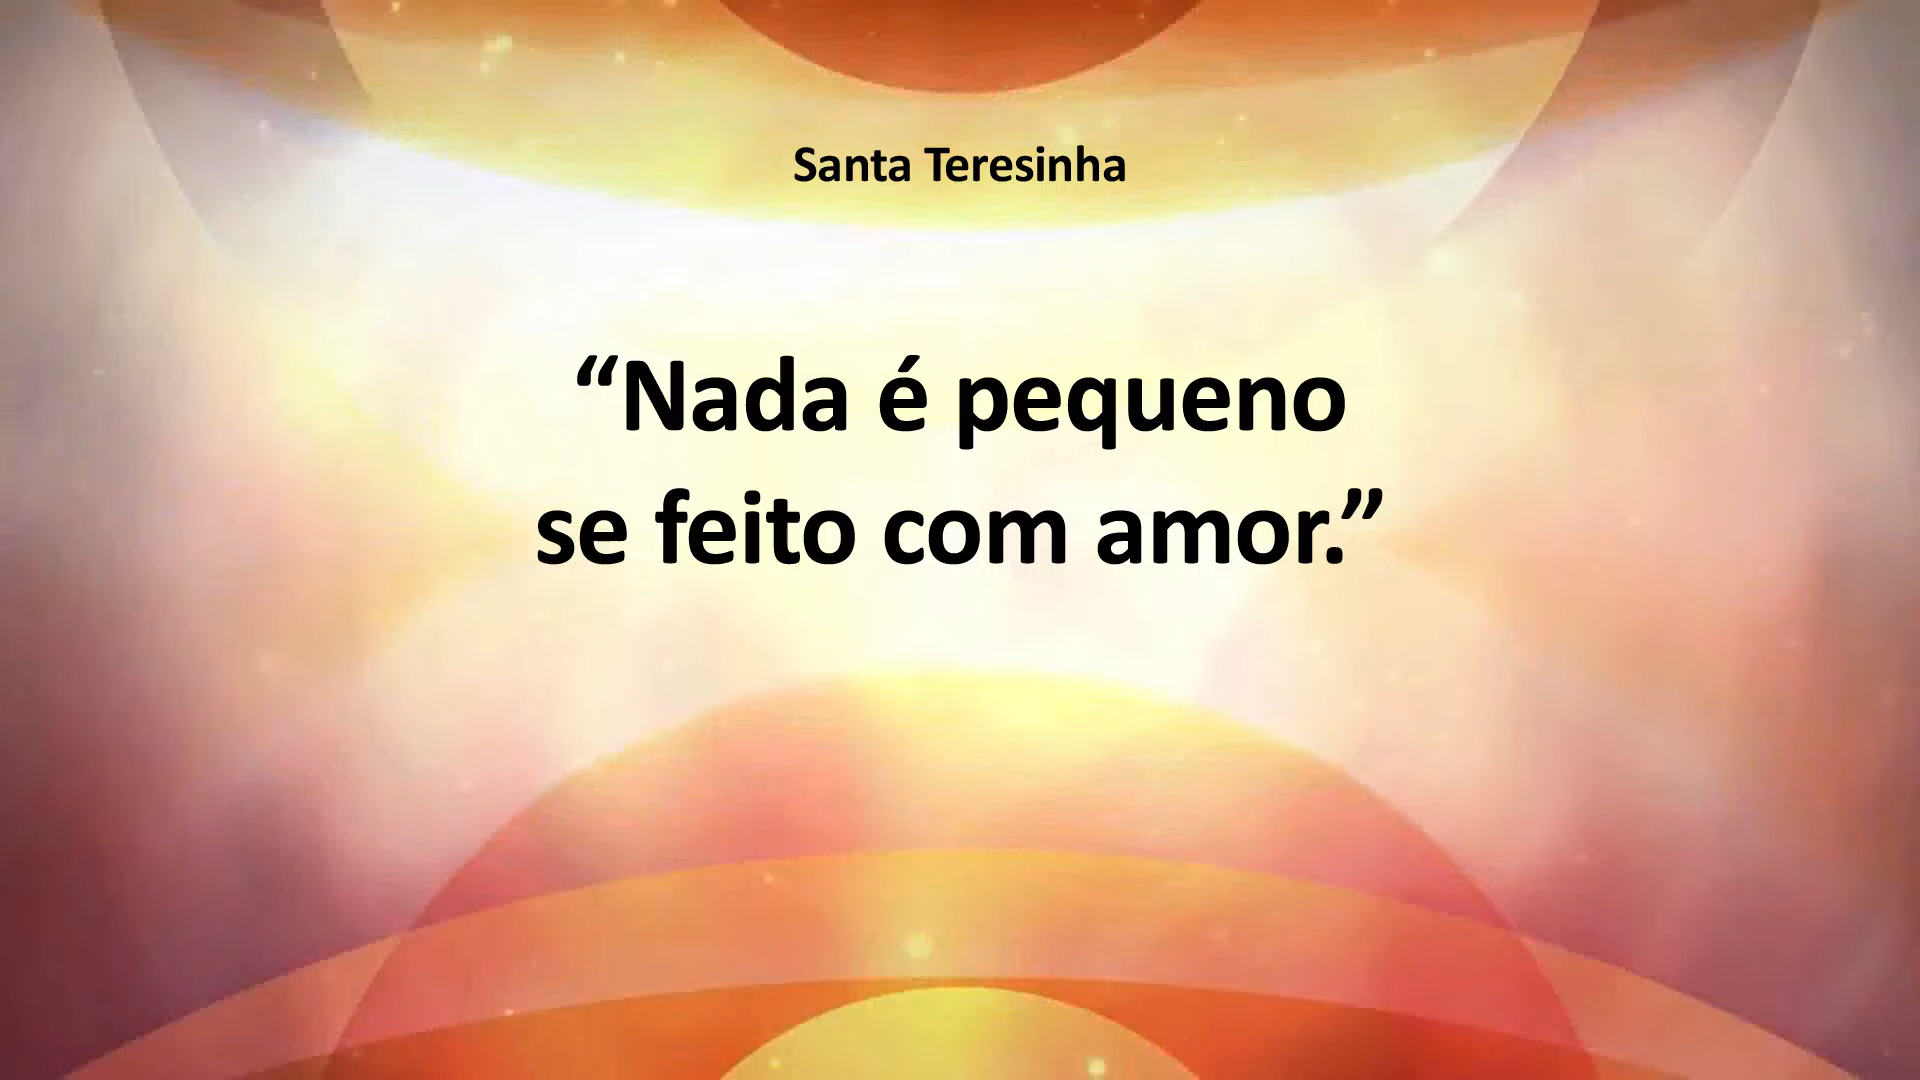 Santa Teresinha
“Nada é pequeno
se feito com amor.”